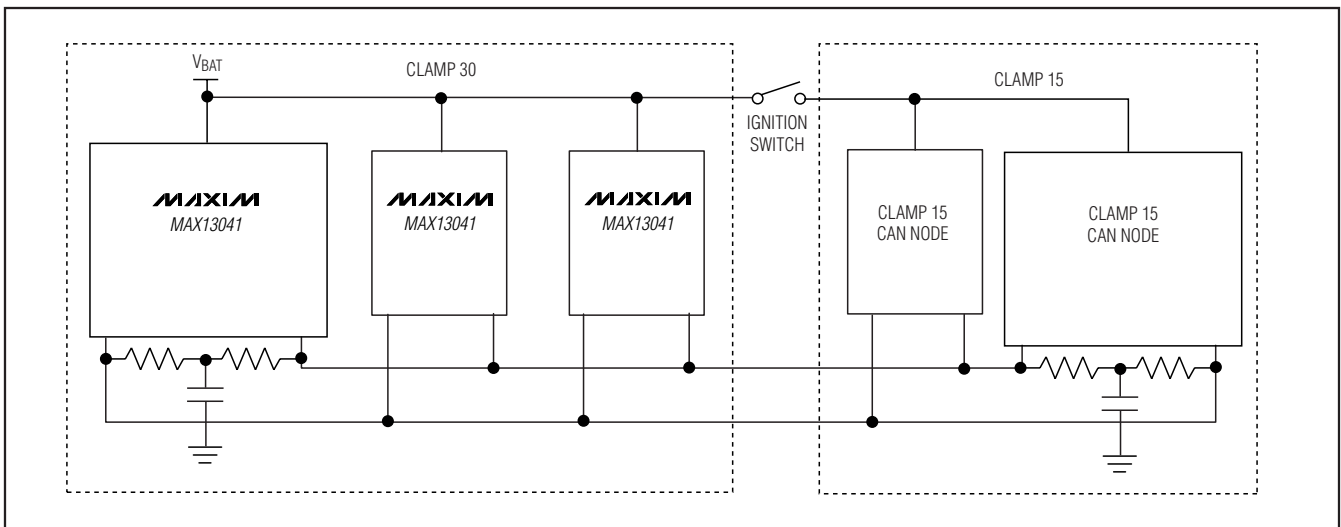 VBAT
CLAMP 30
CLAMP 15
IGNITION
SWITCH
MAXIM
MAX13041
MAXIM
MAX13041
MAXIM
MAX13041
CLAMP 15
CAN NODE
CLAMP 15
CAN NODE